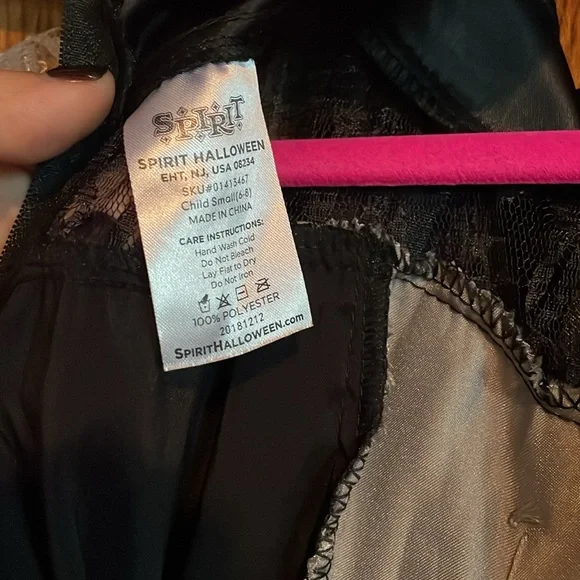 SPIRIT
SPIRIT HALLOWEEN
EHT, NJ, USA 08234
SKU#01413467
Child Small(6-8)
MADE IN CHINA
CARE INSTRUCTIONS:
Hand Wash Cold
Do Not Bleach
Lay Flat to Dry
Do Not Iron
100% POLYESTER
20181212
SPIRITHALLOWEEN.com